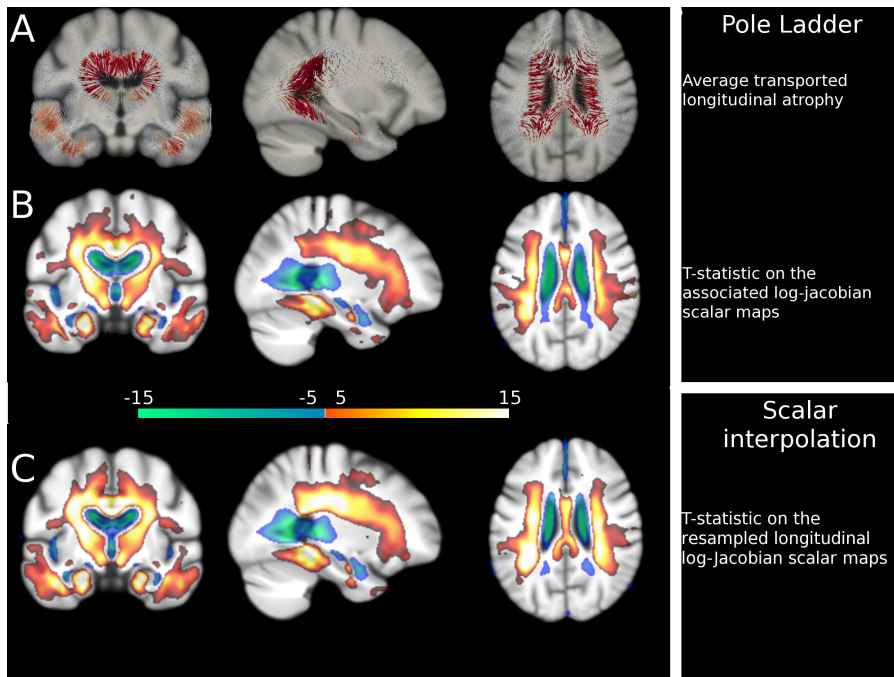 A
Pole Ladder
Average transported
longitudinal atrophy
B
T-statistic on the
associated log-jacobian
scalar maps
-15
-5
5
15
Scalar
interpolation
C
T-statistic on the
resampled longitudinal
log-Jacobian scalar maps